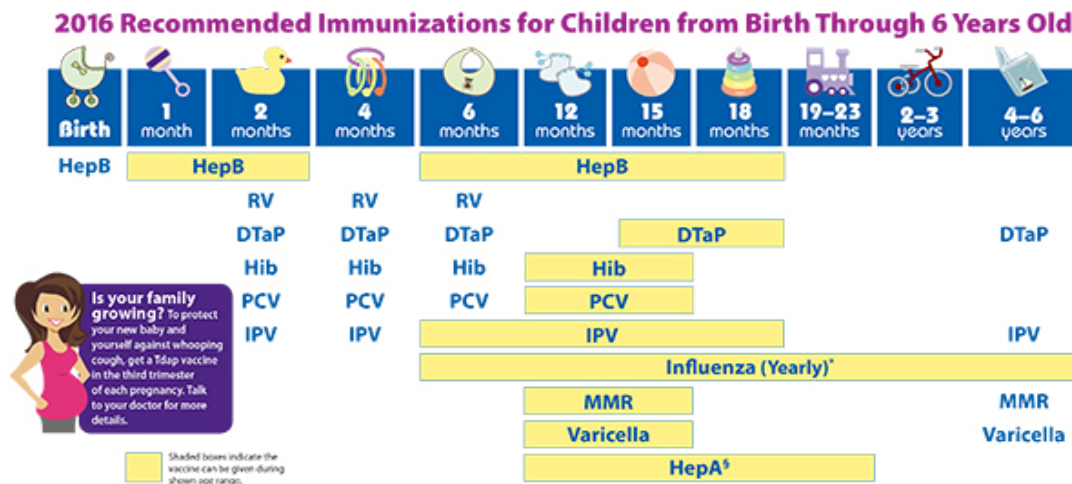 2016 Recommended Immunizations for Children from Birth Through 6 Years Old
Birth
1
month
2
months
4
months
6
months
12
months
15
months
18
months
19–23
months
2–3
years
4–6
years
HepB HepB HepB
RV RV RV
DTaP DTaP DTaP DTaP DTaP
Hib Hib Hib Hib
PCV PCV PCV PCV
IPV IPV IPV IPV
Influenza (Yearly)*
MMR MMR
Varicella Varicella
HepA§
Is your family
growing? To protect
your new baby and
yourself against whooping
cough, get a Tdap vaccine
in the third trimester
of each pregnancy. Talk
to your doctor for more
details.
Shaded boxes indicate the
vaccine can be given during
shown age range.